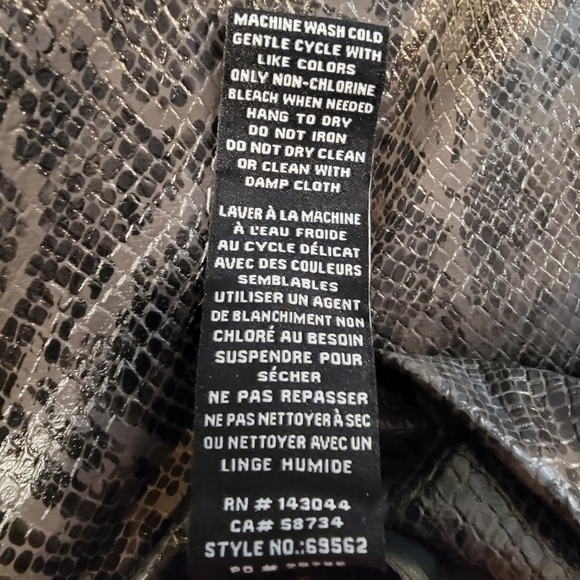 MACHINE WASH COLD
GENTLE CYCLE WITH
LIKE COLORS
ONLY NON-CHLORINE
BLEACH WHEN NEEDED
HANG TO DRY
DO NOT IRON
DO NOT DRY CLEAN
OR CLEAN WITH
DAMP CLOTH
LAVER À LA MACHINE
À L'EAU FROIDE
AU CYCLE DÉLICAT
AVEC DES COULEURS
SEMBLABLES
UTILISER UN AGENT
DE BLANCHIMENT NON
CHLORÉ AU BESOIN
SUSPENDRE POUR
SÉCHER
NE PAS REPASSER
NE PAS NETTOYER À SEC
OU NETTOYER AVEC UN
LINGE HUMIDE
RN # 143044
CA# 58734
STYLE NO.:69562
PO #